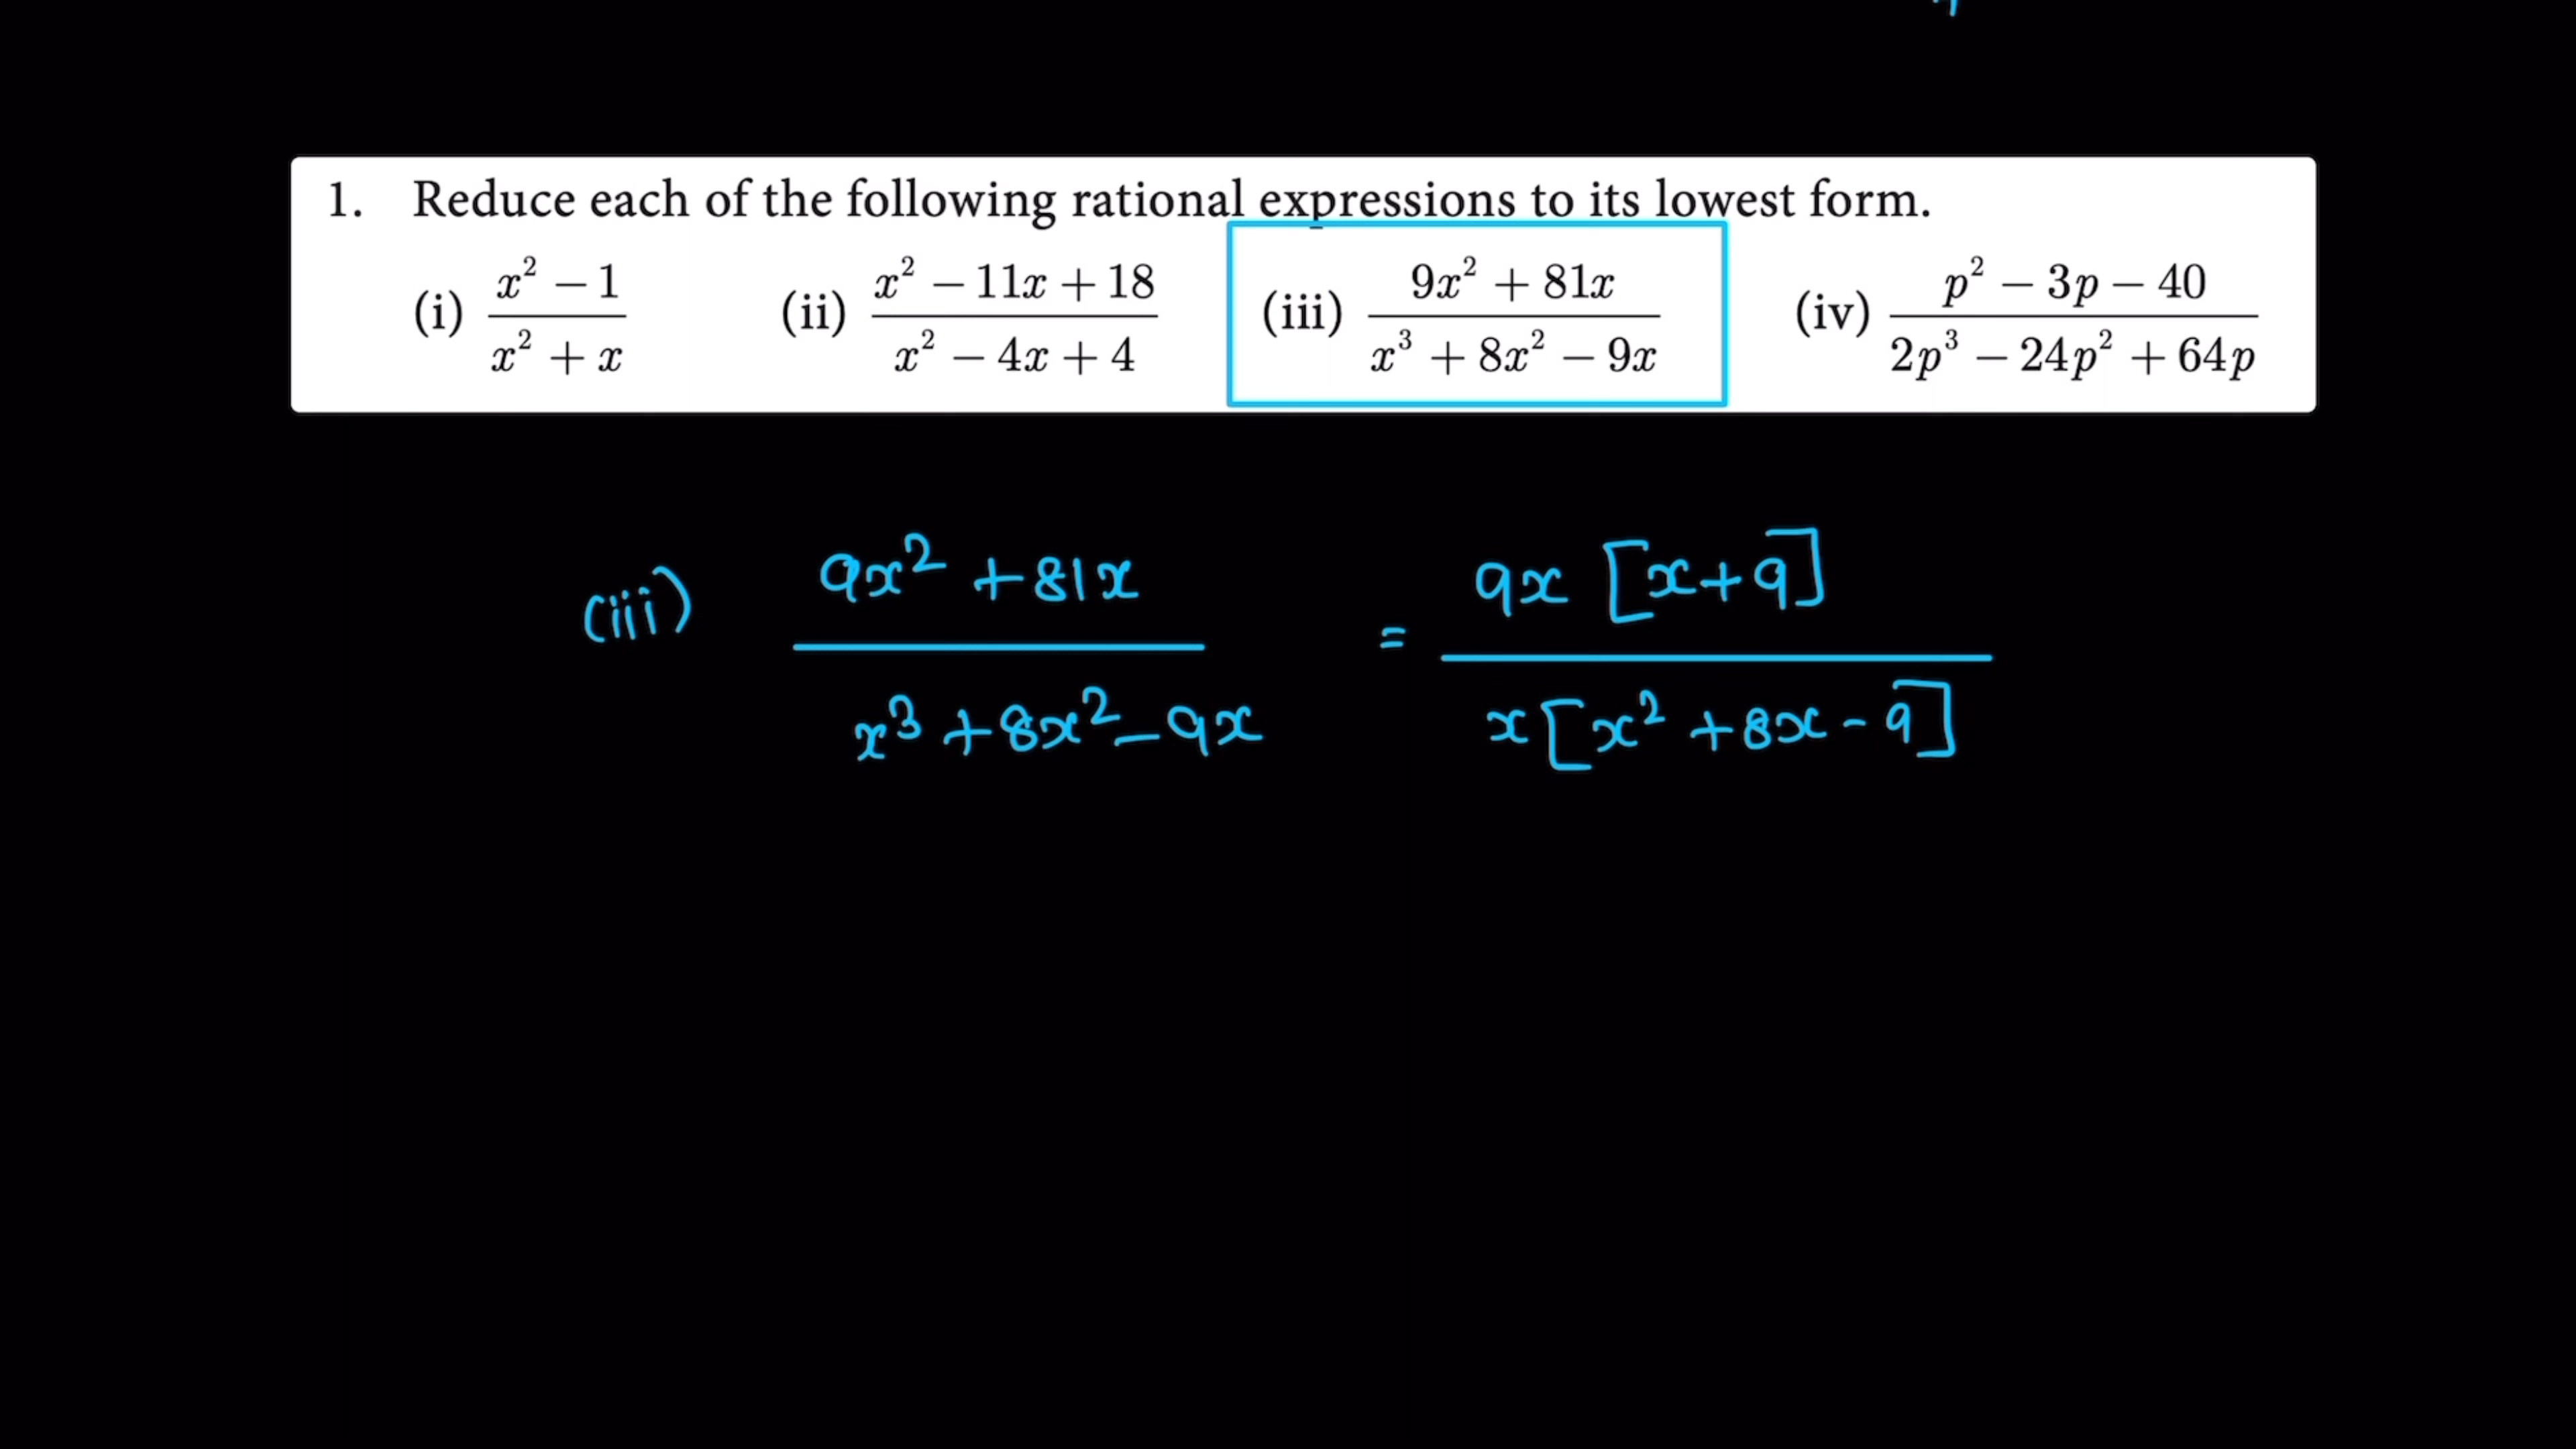 1. Reduce each of the following rational expressions to its lowest form.
(i) (x² − 1)/(x² + x) (ii) (x² − 11x + 18)/(x² − 4x + 4) (iii) (9x² + 81x)/(x³ + 8x² − 9x) (iv) (p² − 3p − 40)/(2p³ − 24p² + 64p)
(iii) (9x² + 81x)/(x³ + 8x² − 9x) = 9x[x + 9]/x[x² + 8x − 9]